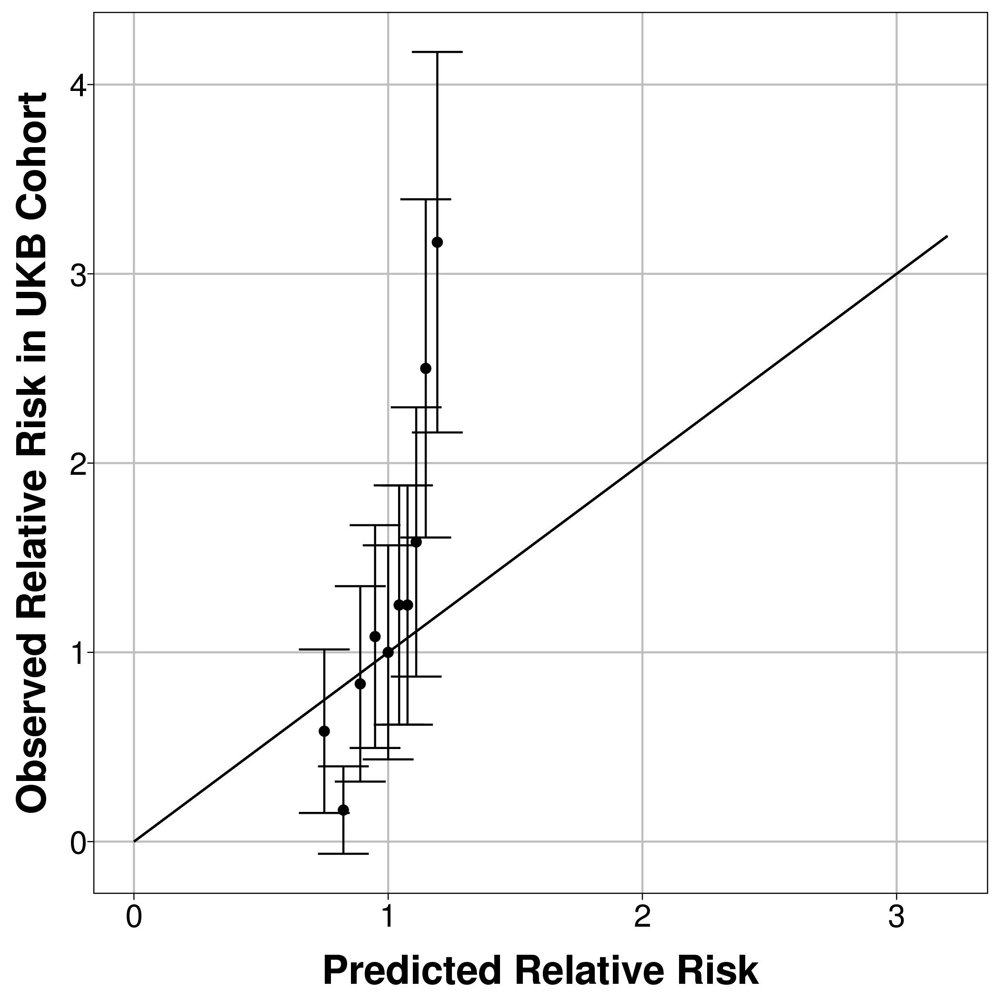 Observed Relative Risk in UKB Cohort
4
3
2
1
0
0 1 2 3
Predicted Relative Risk